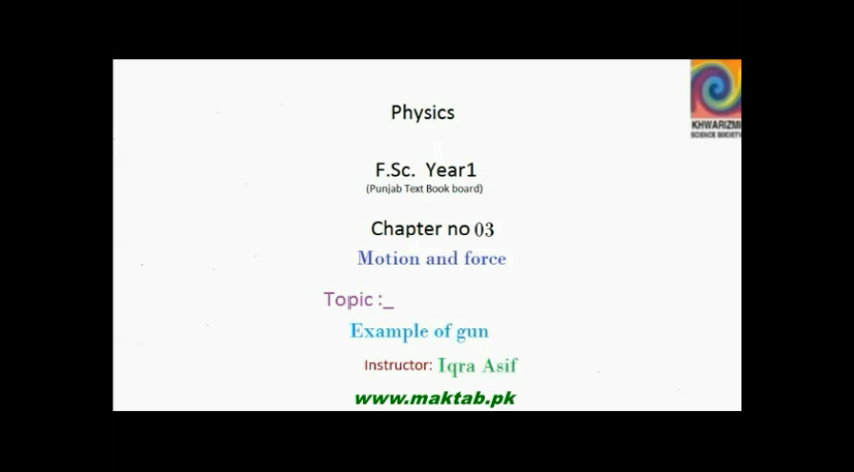 Physics
KHWARIZMI
SCIENCE SOCIETY
F.Sc. Year1
(Punjab Text Book board)
Chapter no 03
Motion and force
Topic :_
Example of gun
Instructor: Iqra Asif
www.maktab.pk